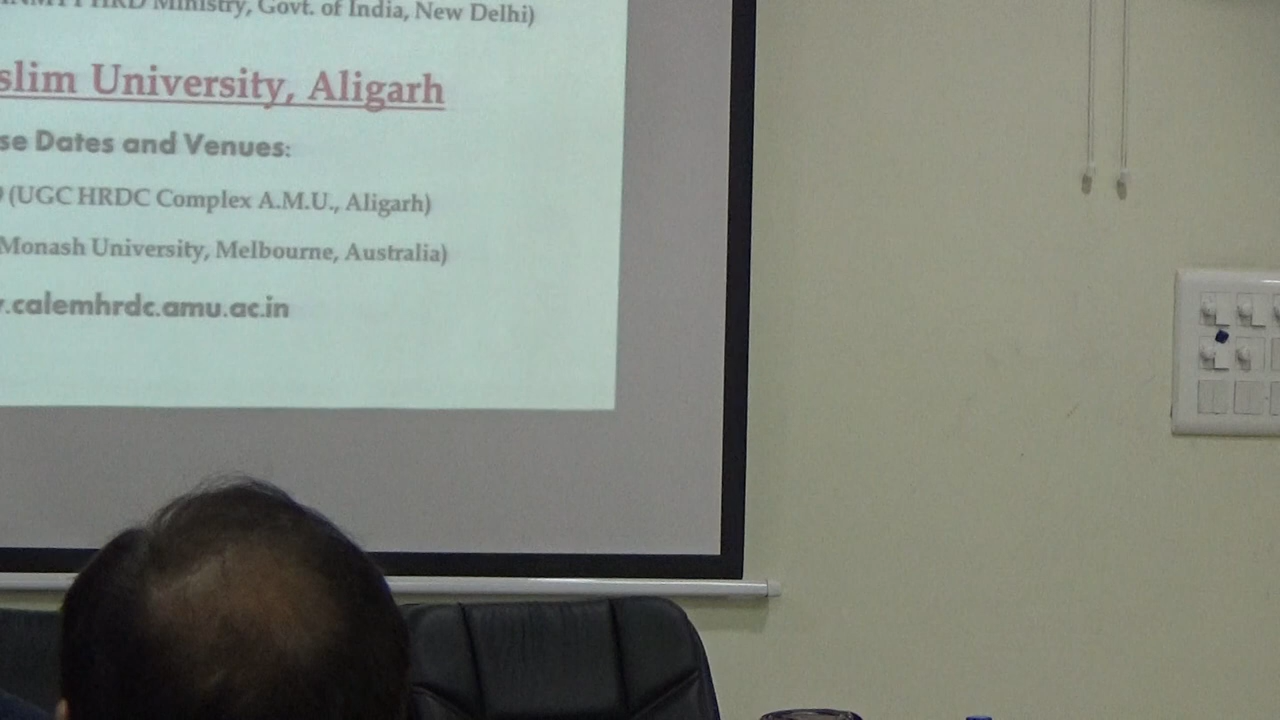 HRD Ministry, Govt. of India, New Delhi)
slim University, Aligarh
se Dates and Venues:
(UGC HRDC Complex A.M.U., Aligarh)
Monash University, Melbourne, Australia)
.calemhrdc.amu.ac.in